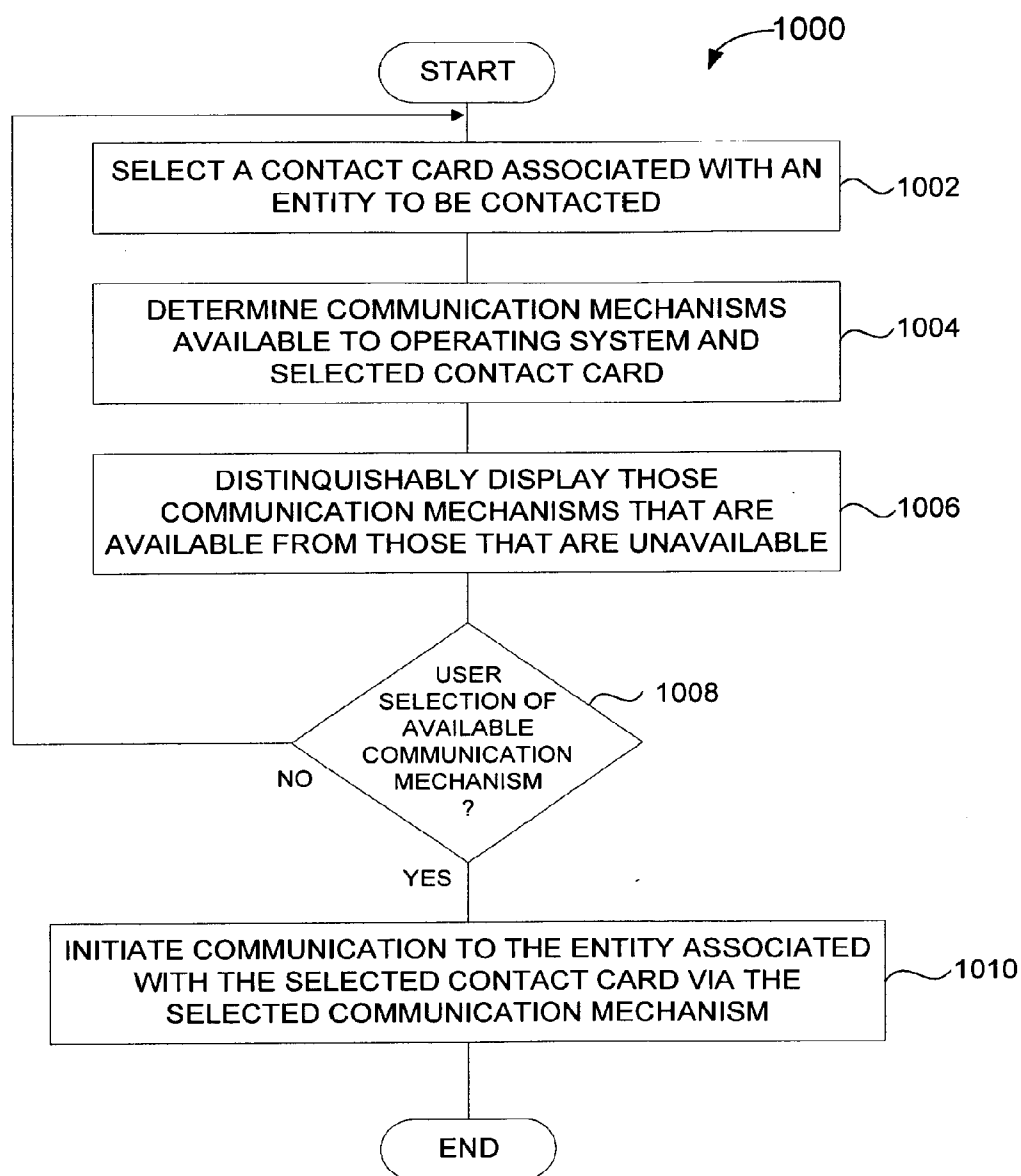 1000
START
SELECT A CONTACT CARD ASSOCIATED WITH AN
ENTITY TO BE CONTACTED
1002
DETERMINE COMMUNICATION MECHANISMS
AVAILABLE TO OPERATING SYSTEM AND
SELECTED CONTACT CARD
1004
DISTINQUISHABLY DISPLAY THOSE
COMMUNICATION MECHANISMS THAT ARE
AVAILABLE FROM THOSE THAT ARE UNAVAILABLE
1006
USER
SELECTION OF
AVAILABLE
COMMUNICATION
MECHANISM
?
1008
NO
YES
INITIATE COMMUNICATION TO THE ENTITY ASSOCIATED
WITH THE SELECTED CONTACT CARD VIA THE
SELECTED COMMUNICATION MECHANISM
1010
END